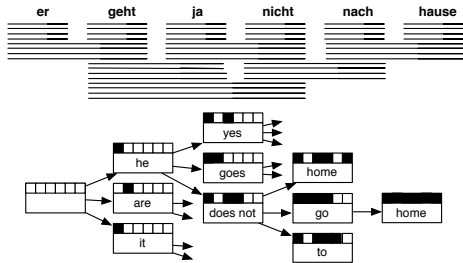 er geht ja nicht nach hause
yes
he
goes
home
are
does not
go
home
it
to